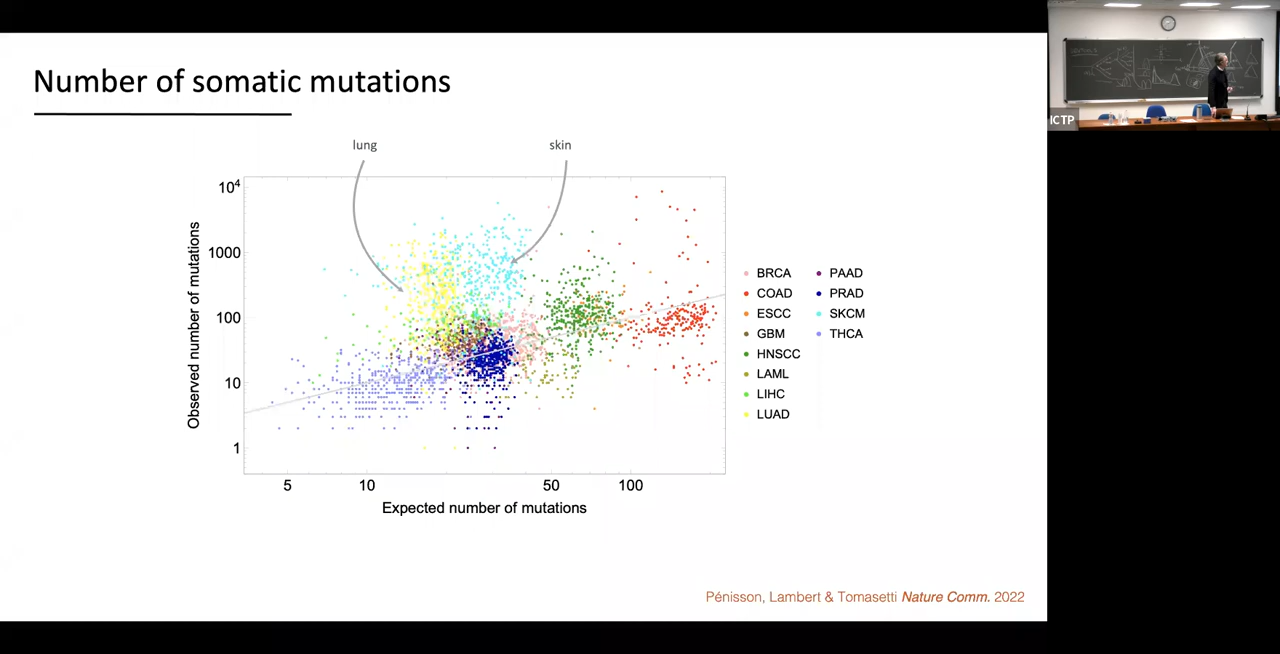 Number of somatic mutations
lung
skin
10⁴
1000
100
10
1
Observed number of mutations
5
10
50
100
Expected number of mutations
BRCA
COAD
ESCC
GBM
HNSCC
LAML
LIHC
LUAD
PAAD
PRAD
SKCM
THCA
Pénisson, Lambert & Tomasetti Nature Comm. 2022
ICTP